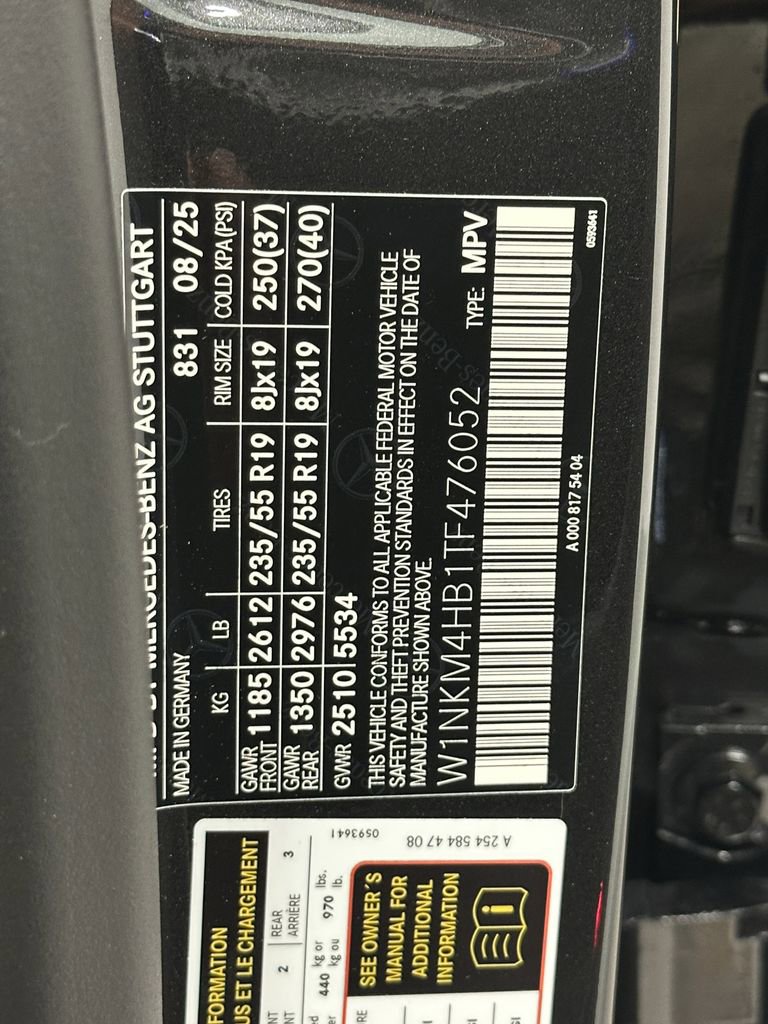 MFD BY MERCEDES-BENZ AG STUTTGART
MADE IN GERMANY 831 08/25
KG LB TIRES RIM SIZE COLD KPA(PSI)
GAWR FRONT 1185 2612 235/55 R19 8Jx19 250(37)
GAWR REAR 1350 2976 235/55 R19 8Jx19 270(40)
GVWR 2510 5534
THIS VEHICLE CONFORMS TO ALL APPLICABLE FEDERAL MOTOR VEHICLE
SAFETY AND THEFT PREVENTION STANDARDS IN EFFECT ON THE DATE OF
MANUFACTURE SHOWN ABOVE.
W1NKM4HB1TF476052 TYPE: MPV
A 000 817 54 04
0593641
US ET LE CHARGEMENT
2 REAR ARRIÈRE 3
440 kg or kg ou 970 lbs. lb.
0593641
SEE OWNER'S
MANUAL FOR
ADDITIONAL
INFORMATION
A 254 584 47 08